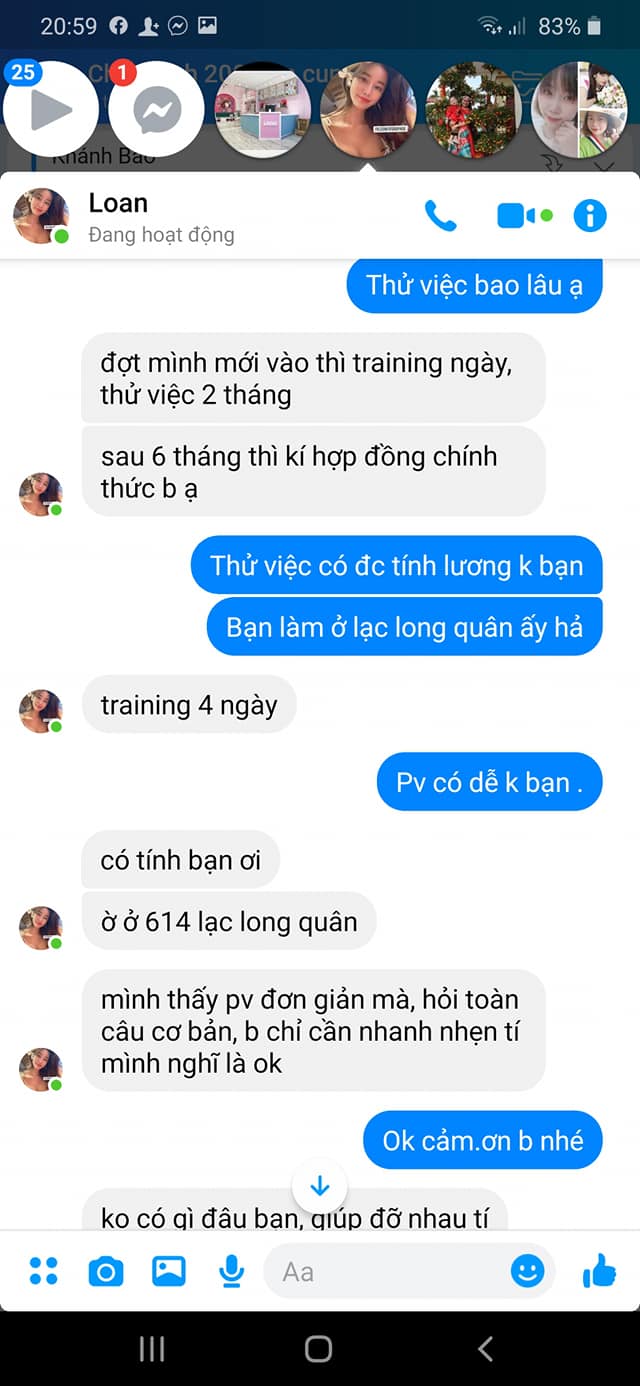 20:59
83%
25
1
Khánh Bảo
Loan
Đang hoạt động
Thử việc bao lâu ạ
đợt mình mới vào thì training ngày,
thử việc 2 tháng
sau 6 tháng thì kí hợp đồng chính
thức b ạ
Thử việc có đc tính lương k bạn
Bạn làm ở lạc long quân ấy hả
training 4 ngày
Pv có dễ k bạn .
có tính bạn ơi
ờ ở 614 lạc long quân
mình thấy pv đơn giản mà, hỏi toàn
câu cơ bản, b chỉ cần nhanh nhẹn tí
mình nghĩ là ok
Ok cảm.ơn b nhé
ko có gì đâu bạn, giúp đỡ nhau tí
Aa